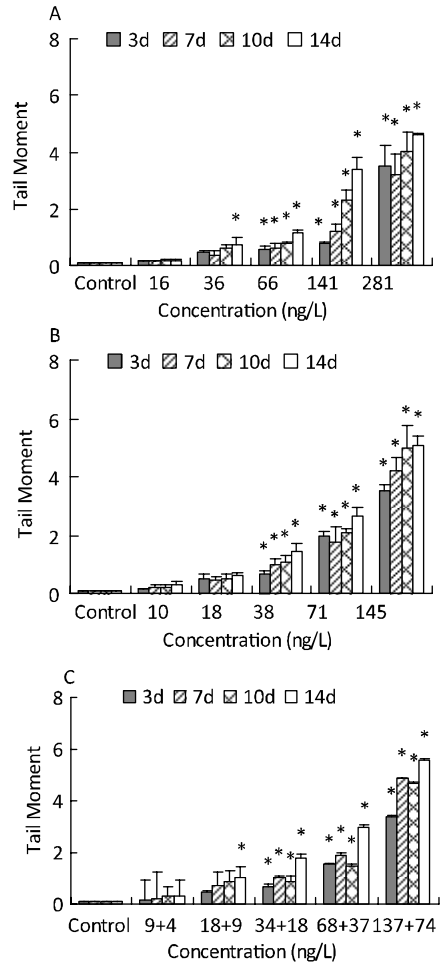 A
3d 7d 10d 14d
8
6
4
2
0
Tail Moment
* * * *
* * * *
* * * *
*
Control 16 36 66 141 281
Concentration (ng/L)
B
3d 7d 10d 14d
8
6
4
2
0
Tail Moment
* * * *
* * * *
* * * *
Control 10 18 38 71 145
Concentration (ng/L)
C
3d 7d 10d 14d
8
6
4
2
0
Tail Moment
* * * *
* * * *
* * * *
*
Control 9+4 18+9 34+18 68+37 137+74
Concentration (ng/L)